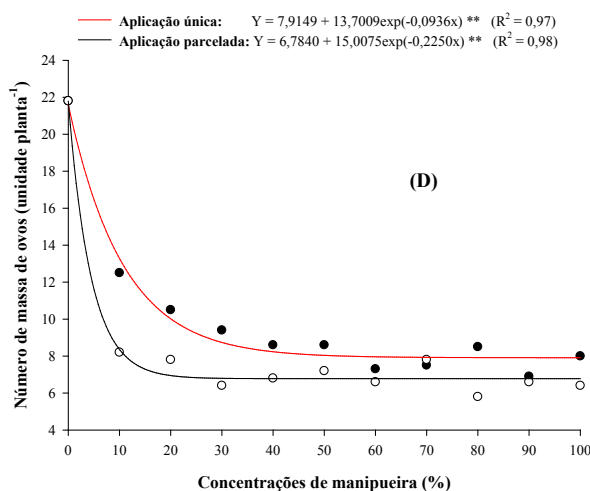 Aplicação única: Y = 7,9149 + 13,7009exp(-0,0936x) ** (R² = 0,97)
Aplicação parcelada: Y = 6,7840 + 15,0075exp(-0,2250x) ** (R² = 0,98)
24
22
20
18
16
14
12
10
8
6
4
Número de massa de ovos (unidade planta⁻¹)
(D)
0 10 20 30 40 50 60 70 80 90 100
Concentrações de manipueira (%)